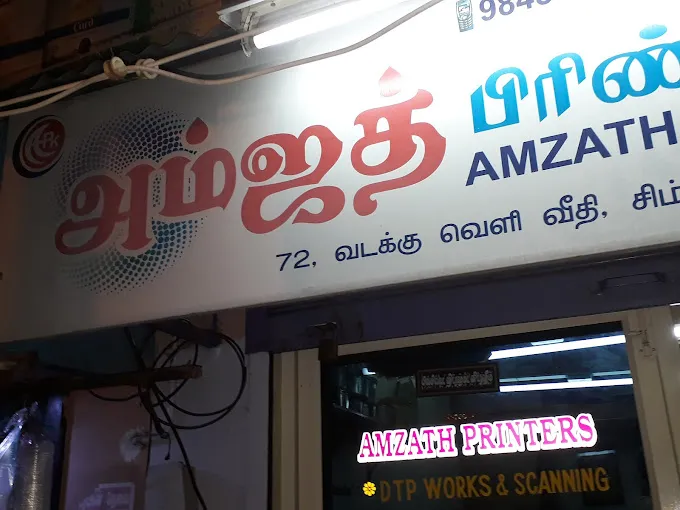 அம்ஜத் பிரிண்
AMZATH
72, வடக்கு வெளி வீதி, சிம்
AMZATH PRINTERS
DTP WORKS & SCANNING